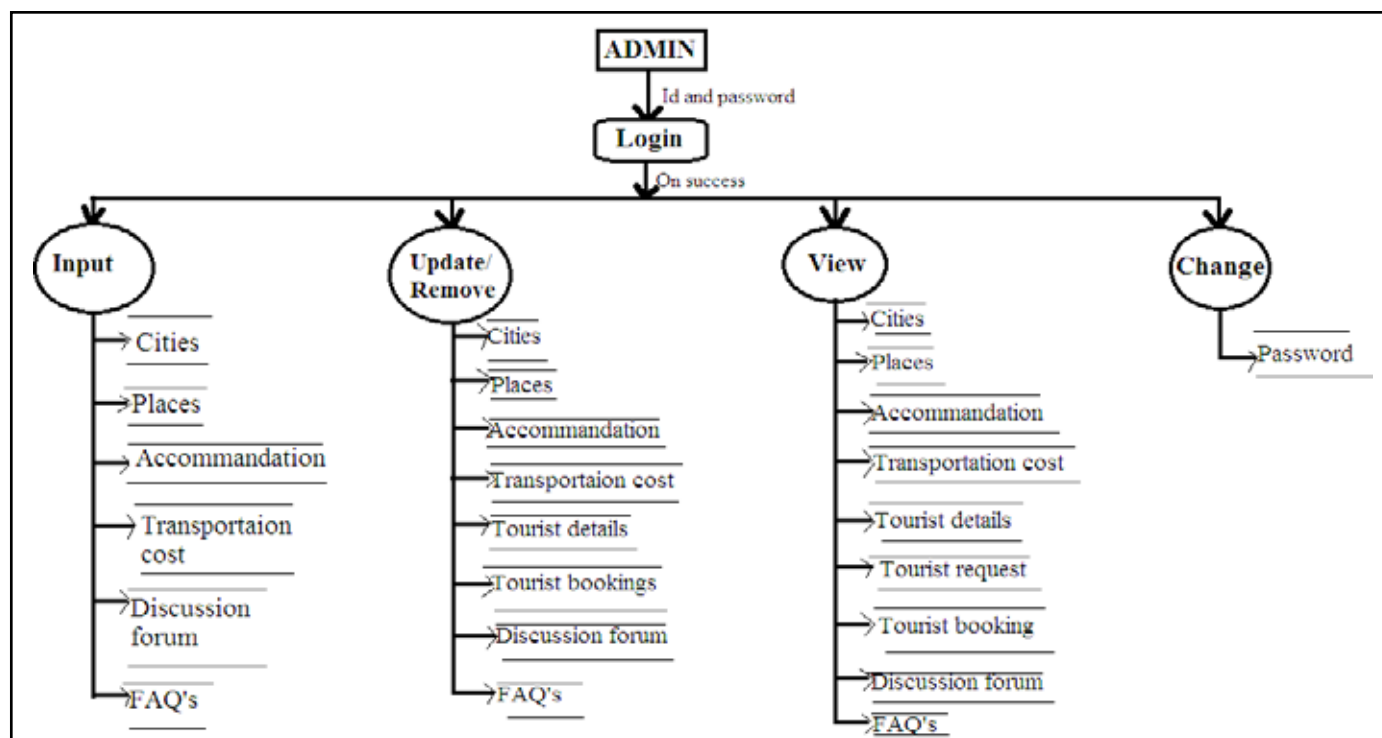 ADMIN
Id and password
Login
On success
Input
Update/
Remove
View
Change
Cities
Places
Accommandation
Transportaion
cost
Discussion
forum
FAQ's
Cities
Places
Accommandation
Transportaion cost
Tourist details
Tourist bookings
Discussion forum
FAQ's
Cities
Places
Accommandation
Transportation cost
Tourist details
Tourist request
Tourist booking
Discussion forum
FAQ's
Password